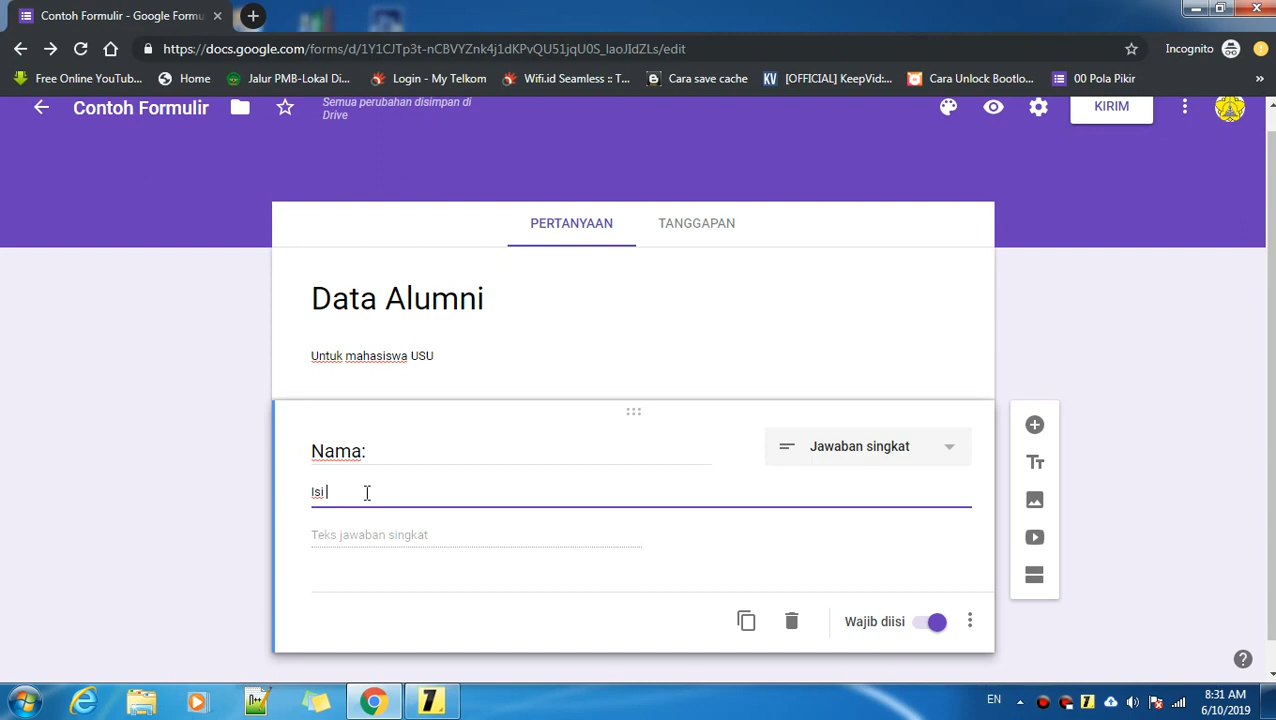 Contoh Formulir - Google Formu
https://docs.google.com/forms/d/1Y1CJTp3t-nCBVYZnk4j1dKPvQU51jqU0S_laoJIdZLs/edit
Incognito
Free Online YouTub...
Home
Jalur PMB-Lokal Di...
Login - My Telkom
Wifi.id Seamless :: T...
Cara save cache
[OFFICIAL] KeepVid:...
Cara Unlock Bootlo...
00 Pola Pikir
»
Contoh Formulir
Semua perubahan disimpan di
Drive
KIRIM
PERTANYAAN
TANGGAPAN
Data Alumni
Untuk mahasiswa USU
Nama:
Jawaban singkat
Isi
Teks jawaban singkat
Wajib diisi
EN
8:31 AM
6/10/2019